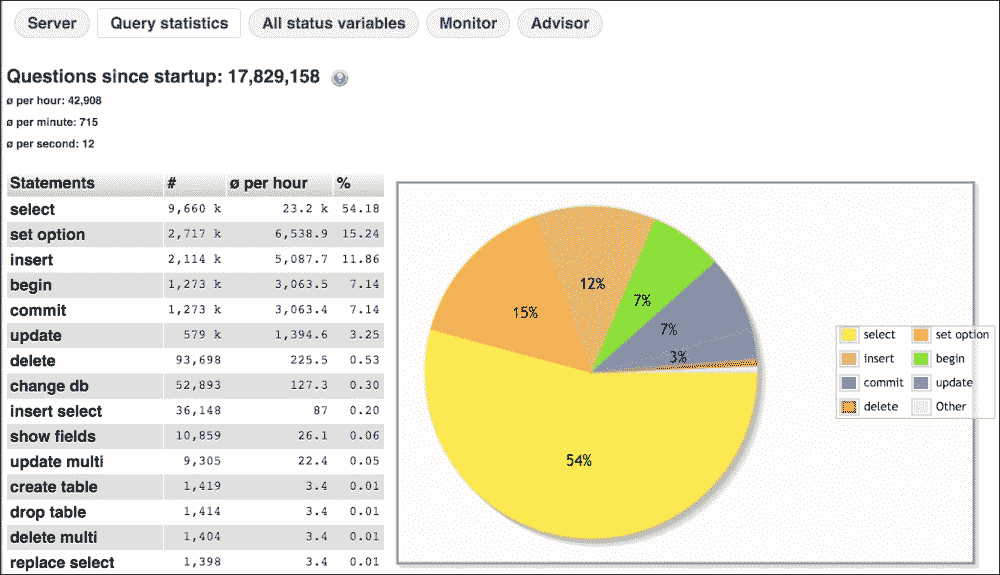 Server Query statistics All status variables Monitor Advisor
Questions since startup: 17,829,158
ø per hour: 42,908
ø per minute: 715
ø per second: 12
Statements # ø per hour %
select 9,660 k 23.2 k 54.18
set option 2,717 k 6,538.9 15.24
insert 2,114 k 5,087.7 11.86
begin 1,273 k 3,063.5 7.14
commit 1,273 k 3,063.4 7.14
update 579 k 1,394.6 3.25
delete 93,698 225.5 0.53
change db 52,893 127.3 0.30
insert select 36,148 87 0.20
show fields 10,859 26.1 0.06
update multi 9,305 22.4 0.05
create table 1,419 3.4 0.01
drop table 1,414 3.4 0.01
delete multi 1,404 3.4 0.01
replace select 1,398 3.4 0.01
12%
15%
7%
7%
3%
54%
select set option
insert begin
commit update
delete Other